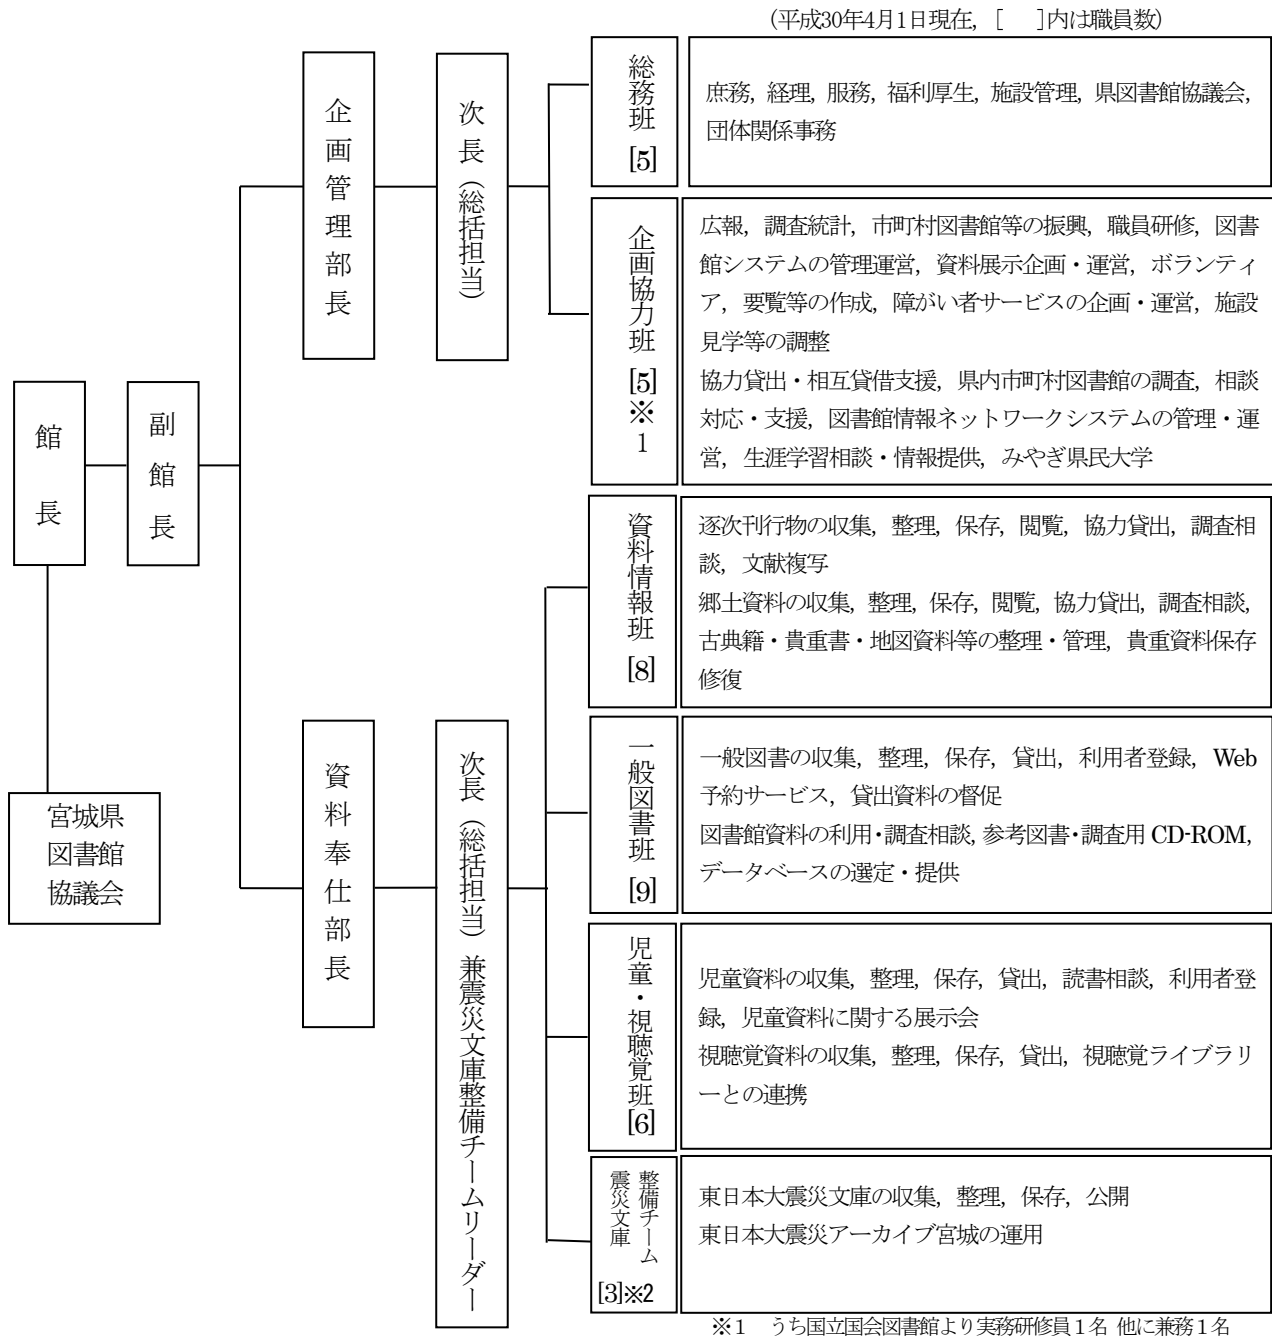 (平成30年4月1日現在, [　]内は職員数)
館長
副館長
宮城県
図書館
協議会
企画管理部長
次長(総括担当)
総務班
[5]
庶務, 経理, 服務, 福利厚生, 施設管理, 県図書館協議会,
団体関係事務
企画協力班
[5]
※
1
広報, 調査統計, 市町村図書館等の振興, 職員研修, 図書
館システムの管理運営, 資料展示企画・運営, ボランティ
ア, 要覧等の作成, 障がい者サービスの企画・運営, 施設
見学等の調整
協力貸出・相互貸借支援, 県内市町村図書館の調査, 相談
対応・支援, 図書館情報ネットワークシステムの管理・運
営, 生涯学習相談・情報提供, みやぎ県民大学
資料奉仕部長
次長(総括担当)兼震災文庫整備チームリーダー
資料情報班
[8]
逐次刊行物の収集, 整理, 保存, 閲覧, 協力貸出, 調査相
談, 文献複写
郷土資料の収集, 整理, 保存, 閲覧, 協力貸出, 調査相談,
古典籍・貴重書・地図資料等の整理・管理, 貴重資料保存
修復
一般図書班
[9]
一般図書の収集, 整理, 保存, 貸出, 利用者登録, Web
予約サービス, 貸出資料の督促
図書館資料の利用・調査相談, 参考図書・調査用 CD-ROM,
データベースの選定・提供
児童・視聴覚班
[6]
児童資料の収集, 整理, 保存, 貸出, 読書相談, 利用者登
録, 児童資料に関する展示会
視聴覚資料の収集, 整理, 保存, 貸出, 視聴覚ライブラリ
ーとの連携
震災文庫
整備チーム
[3]※2
東日本大震災文庫の収集, 整理, 保存, 公開
東日本大震災アーカイブ宮城の運用
※1　うち国立国会図書館より実務研修員1名 他に兼務1名